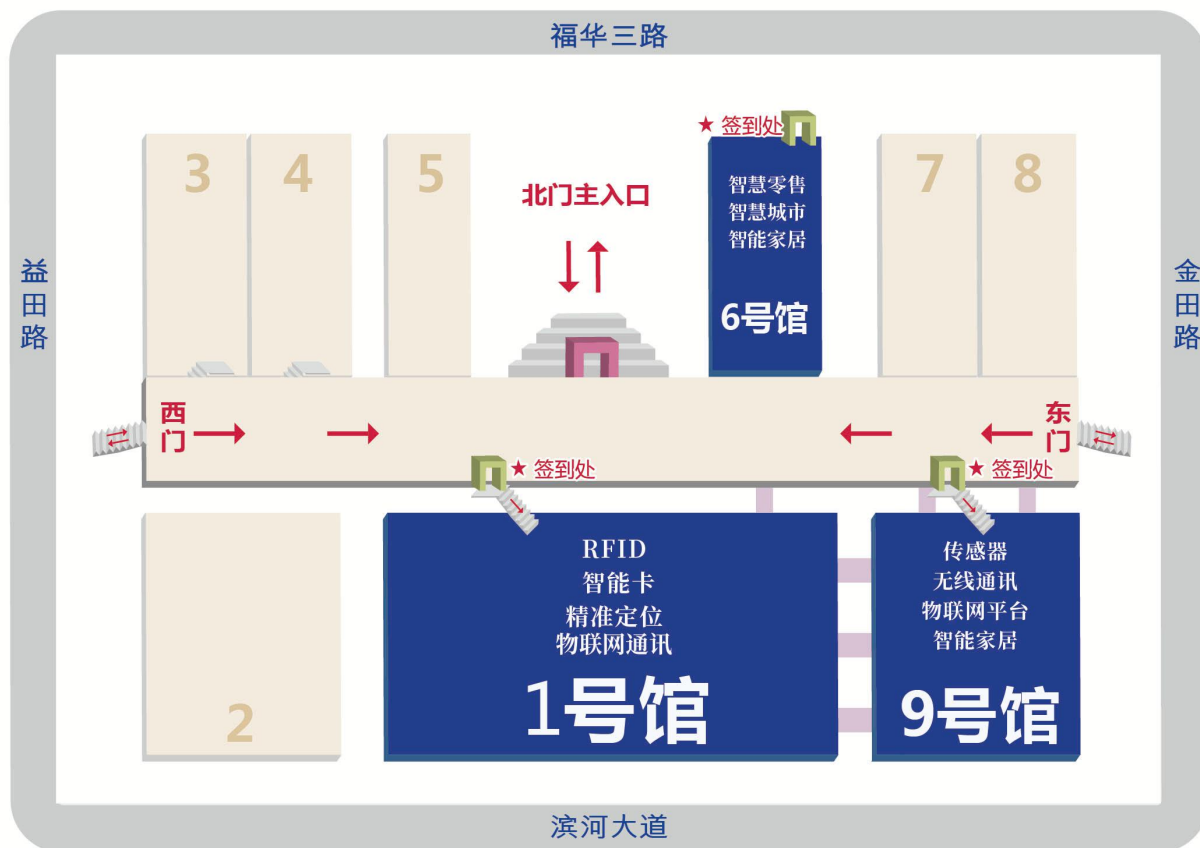 福华三路
★ 签到处
3
4
5
7
8
北门主入口
智慧零售
智慧城市
智能家居
6号馆
益田路
金田路
西门
东门
★ 签到处
★ 签到处
RFID
智能卡
精准定位
物联网通讯
1号馆
传感器
无线通讯
物联网平台
智能家居
9号馆
2
滨河大道